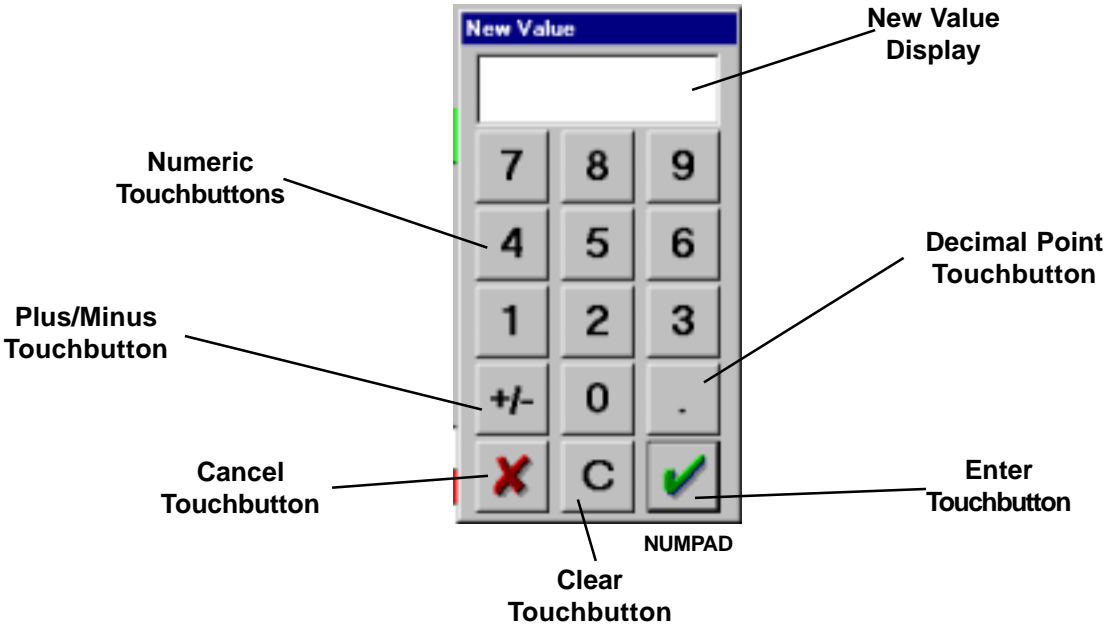 New Value
Display
New Value
7 8 9
Numeric
Touchbuttons
4 5 6
Decimal Point
Touchbutton
1 2 3
Plus/Minus
Touchbutton
+/- 0 .
Cancel
Touchbutton
C
Enter
Touchbutton
NUMPAD
Clear
Touchbutton